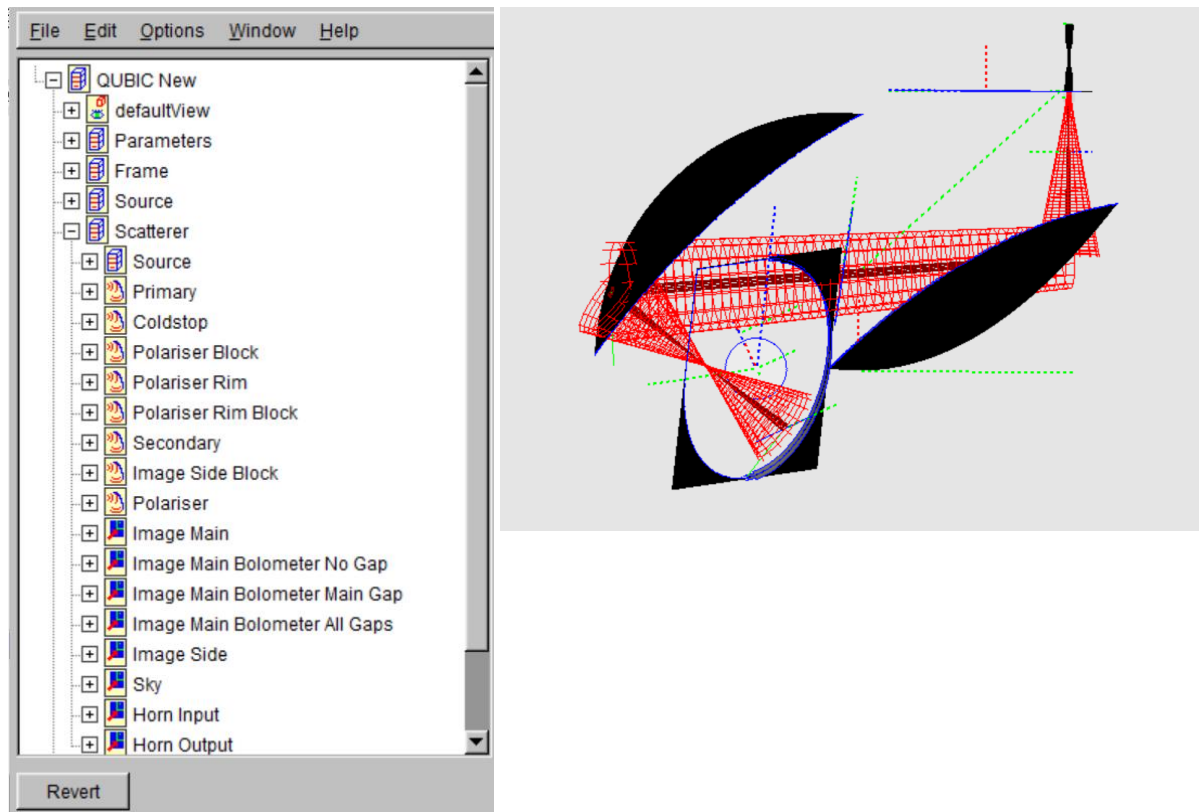 File Edit Options Window Help
QUBIC New
defaultView
Parameters
Frame
Source
Scatterer
Source
Primary
Coldstop
Polariser Block
Polariser Rim
Polariser Rim Block
Secondary
Image Side Block
Polariser
Image Main
Image Main Bolometer No Gap
Image Main Bolometer Main Gap
Image Main Bolometer All Gaps
Image Side
Sky
Horn Input
Horn Output
Revert